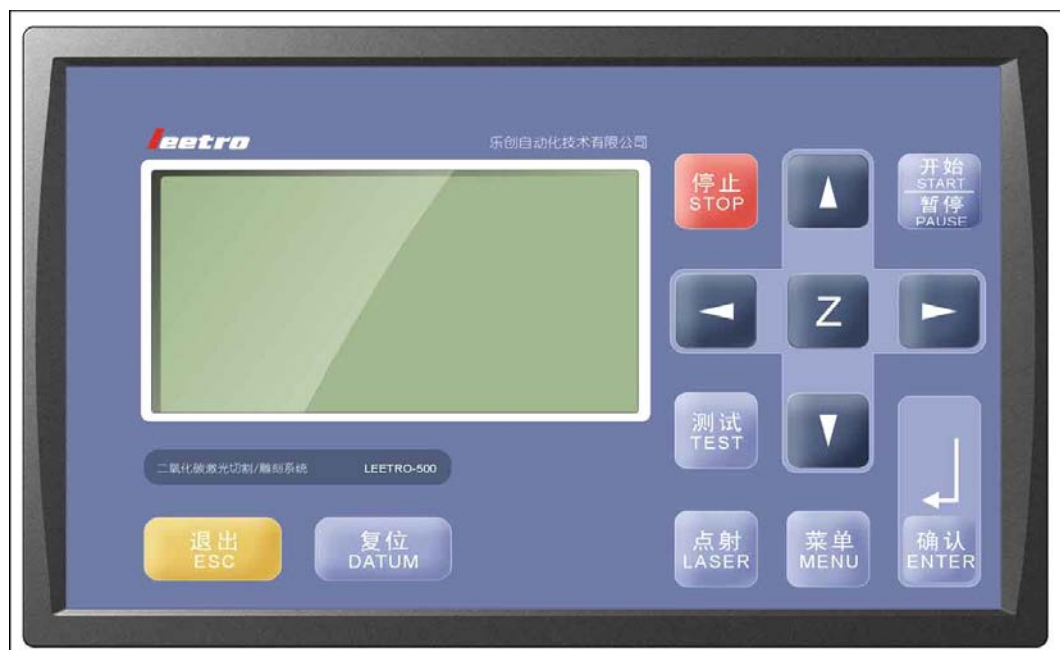 leetro
乐创自动化技术有限公司
停止
STOP
开始
START
暂停
PAUSE
Z
测试
TEST
二氧化碳激光切割/雕刻系统
LEETRO-500
退出
ESC
复位
DATUM
点射
LASER
菜单
MENU
确认
ENTER